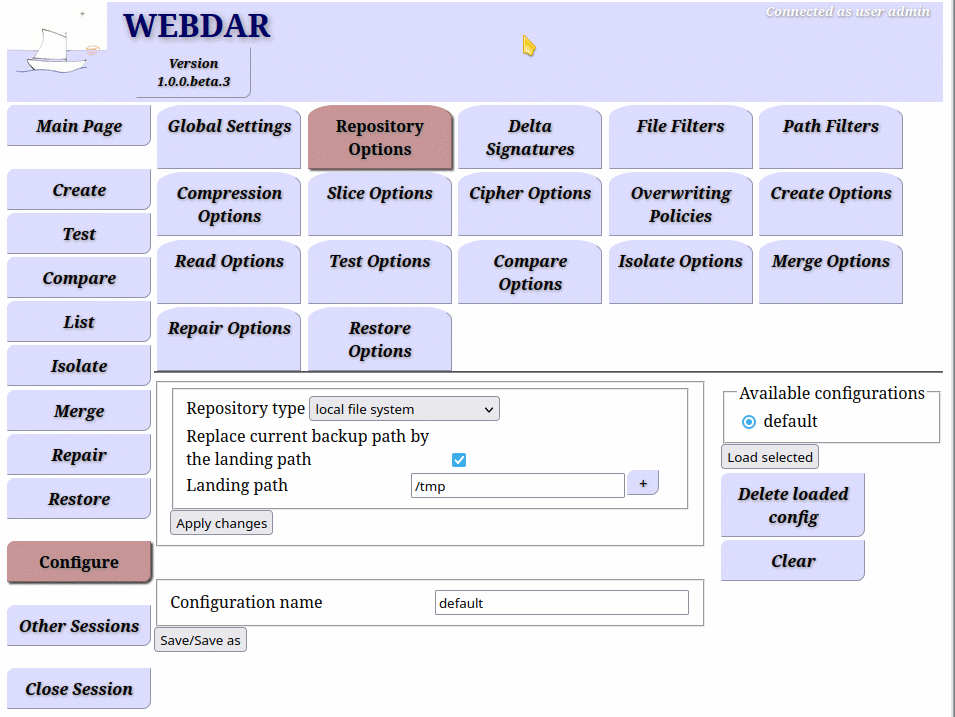 WEBDAR
Connected as user admin
Version
1.0.0.beta.3
Main Page
Create
Test
Compare
List
Isolate
Merge
Repair
Restore
Configure
Other Sessions
Close Session
Global Settings
Repository
Options
Delta
Signatures
File Filters
Path Filters
Compression
Options
Slice Options
Cipher Options
Overwriting
Policies
Create Options
Read Options
Test Options
Compare
Options
Isolate Options
Merge Options
Repair Options
Restore
Options
Repository type local file system
Replace current backup path by
the landing path
Landing path /tmp +
Apply changes
Configuration name default
Save/Save as
Available configurations
default
Load selected
Delete loaded
config
Clear